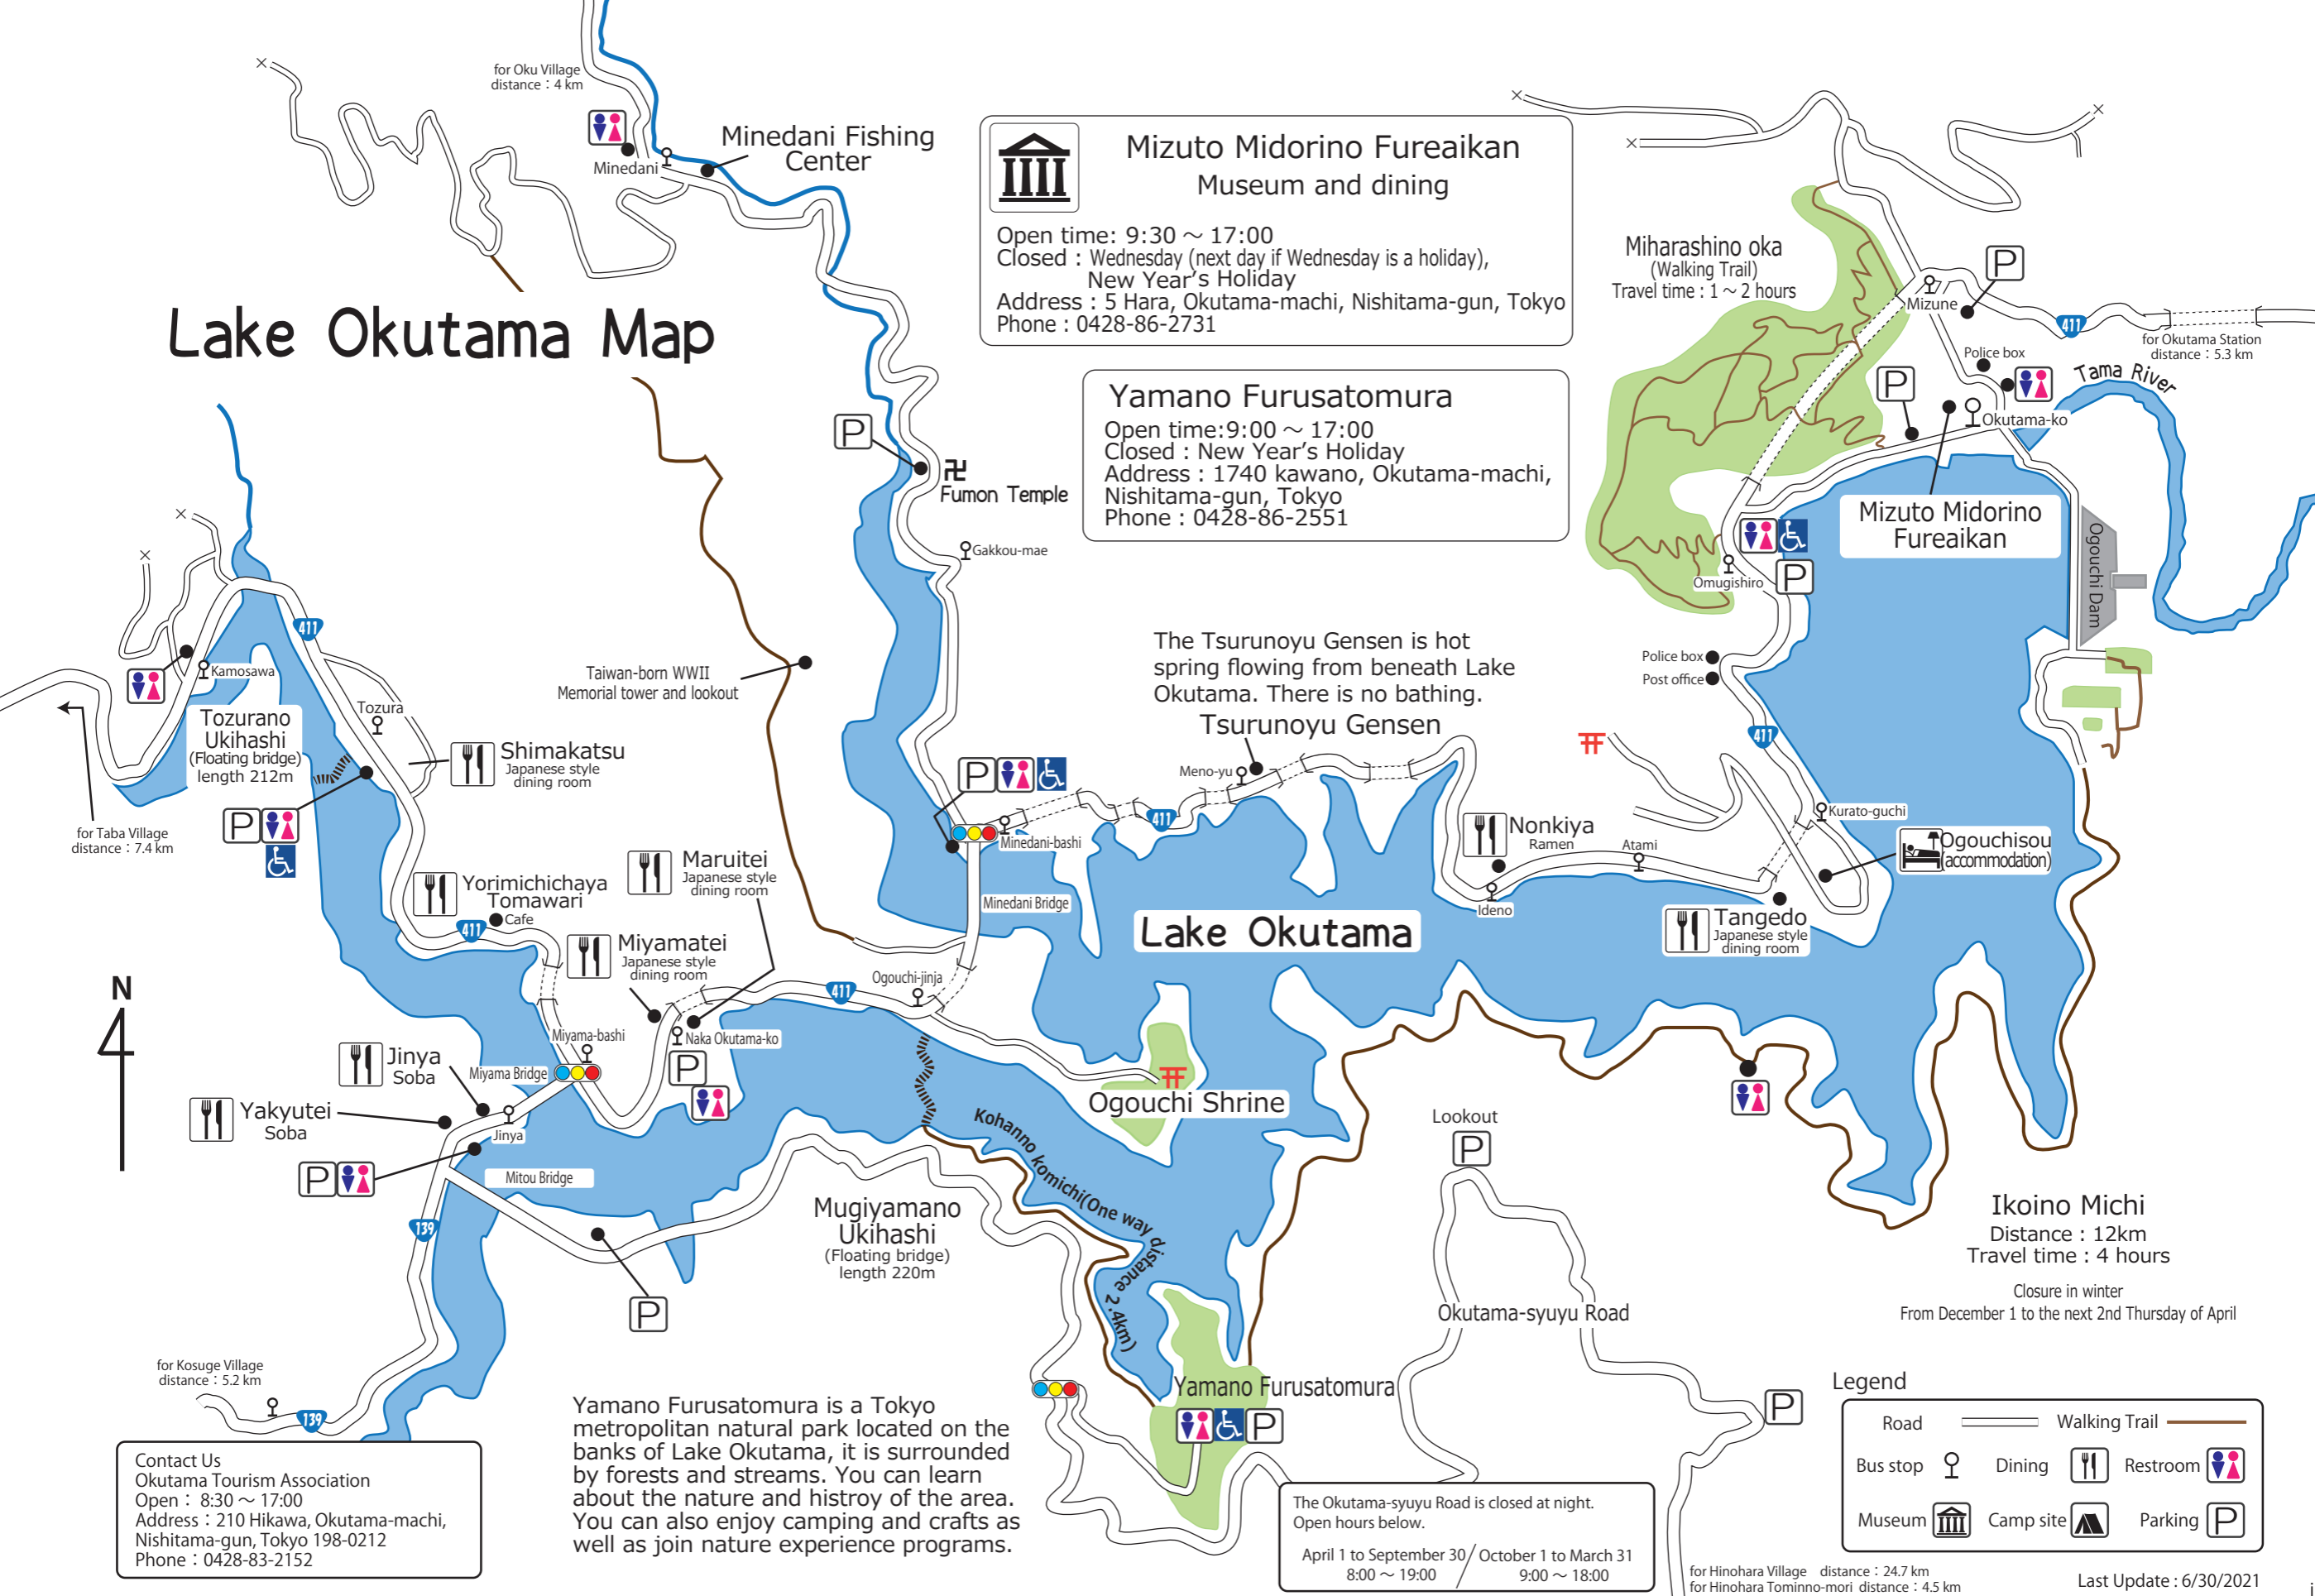 Lake Okutama Map
for Oku Village
distance：4 km
Minedani
Minedani Fishing
Center
Mizuto Midorino Fureaikan
Museum and dining
Open time: 9:30 ～ 17:00
Closed : Wednesday (next day if Wednesday is a holiday),
New Year's Holiday
Address : 5 Hara, Okutama-machi, Nishitama-gun, Tokyo
Phone : 0428-86-2731
Yamano Furusatomura
Open time:9:00 ～ 17:00
Closed : New Year's Holiday
Address : 1740 kawano, Okutama-machi,
Nishitama-gun, Tokyo
Phone : 0428-86-2551
Miharashino oka
(Walking Trail)
Travel time : 1 ~ 2 hours
Mizune
P
411
for Okutama Station
distance：5.3 km
Police box
P
Tama River
Okutama-ko
Mizuto Midorino
Fureaikan
Ogouchi Dam
Omugishiro
P
Police box
Post office
411
P
卍
Fumon Temple
Gakkou-mae
411
Kamosawa
Tozurano
Ukihashi
(Floating bridge)
length 212m
Tozura
Shimakatsu
Japanese style
dining room
P
for Taba Village
distance：7.4 km
Taiwan-born WWII
Memorial tower and lookout
The Tsurunoyu Gensen is hot
spring flowing from beneath Lake
Okutama. There is no bathing.
Tsurunoyu Gensen
Meno-yu
P
411
Minedani-bashi
Minedani Bridge
Nonkiya
Ramen
Atami
Ideno
Kurato-guchi
Ogouchisou
(accommodation)
Tangedo
Japanese style
dining room
Lake Okutama
Yorimichichaya
Tomawari
Cafe
411
Maruitei
Japanese style
dining room
Miyamatei
Japanese style
dining room
Ogouchi-jinja
411
Naka Okutama-ko
P
Miyama-bashi
Miyama Bridge
N
Jinya
Soba
Yakyutei
Soba
Jinya
P
Mitou Bridge
139
P
Mugiyamano
Ukihashi
(Floating bridge)
length 220m
Kohanno komichi(One way distance 2.4km)
Ogouchi Shrine
Lookout
P
Okutama-syuyu Road
P
Ikoino Michi
Distance : 12km
Travel time : 4 hours
Closure in winter
From December 1 to the next 2nd Thursday of April
Yamano Furusatomura
P
for Kosuge Village
distance：5.2 km
139
Contact Us
Okutama Tourism Association
Open： 8:30 ～ 17:00
Address：210 Hikawa, Okutama-machi,
Nishitama-gun, Tokyo 198-0212
Phone：0428-83-2152
Yamano Furusatomura is a Tokyo
metropolitan natural park located on the
banks of Lake Okutama, it is surrounded
by forests and streams. You can learn
about the nature and histroy of the area.
You can also enjoy camping and crafts as
well as join nature experience programs.
The Okutama-syuyu Road is closed at night.
Open hours below.
April 1 to September 30 / October 1 to March 31
8:00 ～ 19:00 9:00 ～ 18:00
for Hinohara Village distance：24.7 km
for Hinohara Tominno-mori distance：4.5 km
Legend
Road Walking Trail
Bus stop Dining Restroom
Museum Camp site Parking P
Last Update : 6/30/2021